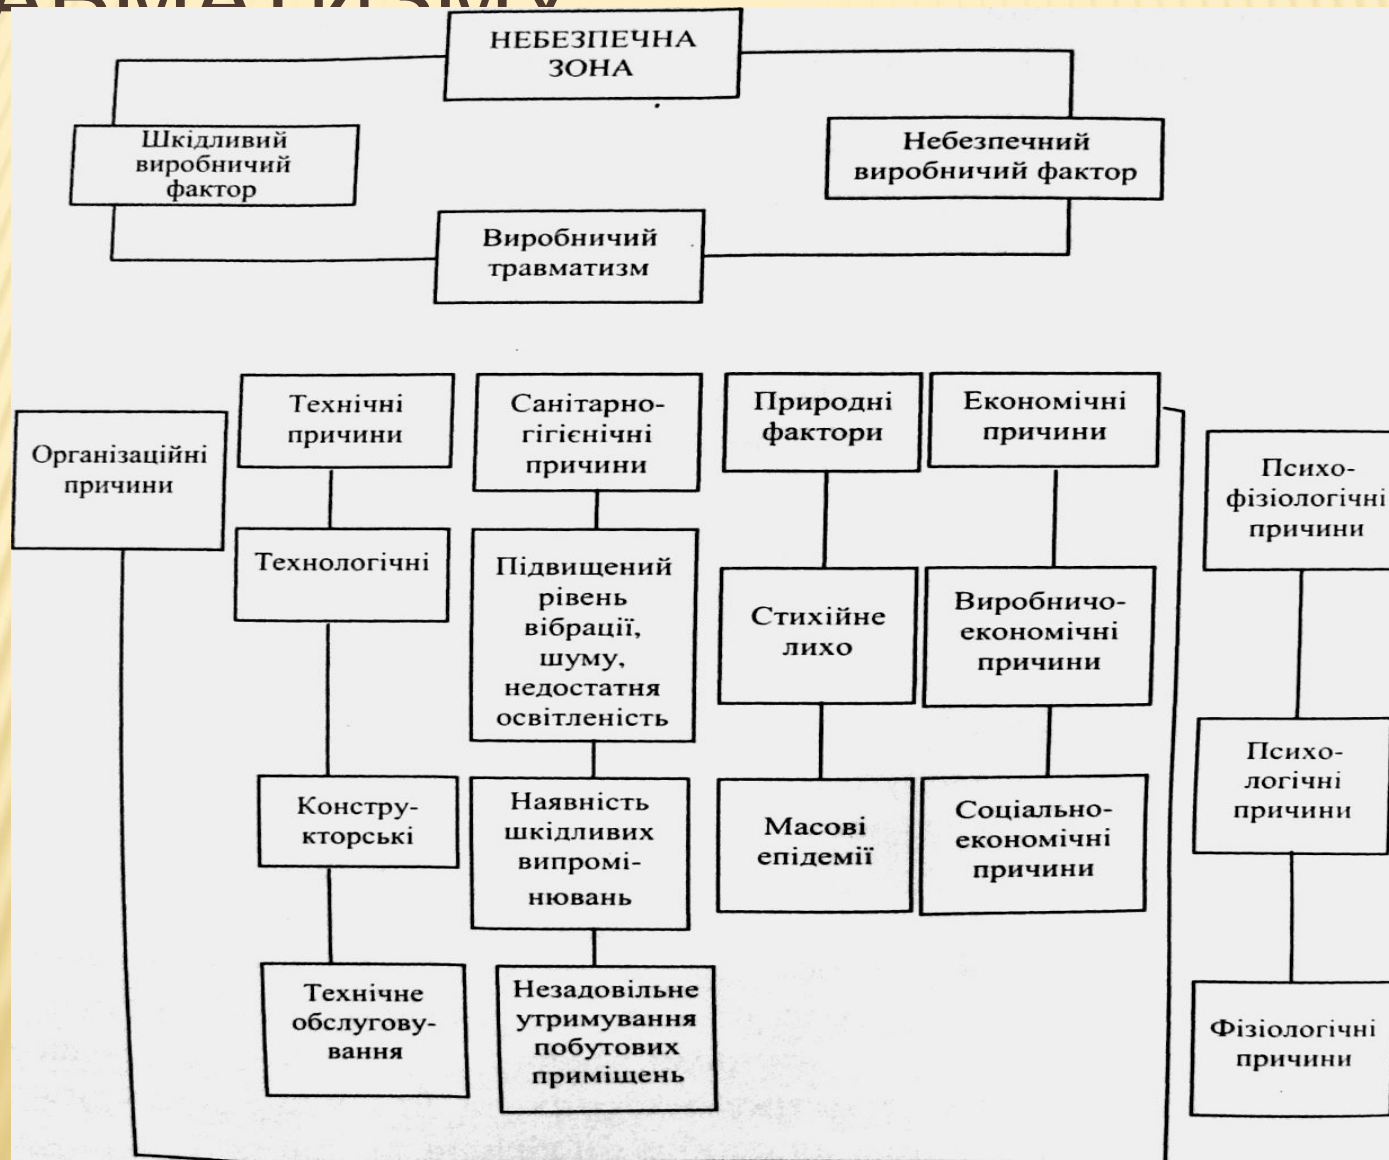 НЕБЕЗПЕЧНА
ЗОНА
Шкідливий
виробничий
фактор
Небезпечний
виробничий фактор
Виробничий
травматизм
Організаційні
причини
Технічні
причини
Технологічні
Констру-
кторські
Технічне
обслугову-
вання
Санітарно-
гігієнічні
причини
Підвищений
рівень
вібрації,
шуму,
недостатня
освітленість
Наявність
шкідливих
випромі-
нювань
Незадовільне
утримування
побутових
приміщень
Природні
фактори
Стихійне
лихо
Масові
епідемії
Економічні
причини
Виробничо-
економічні
причини
Соціально-
економічні
причини
Психо-
фізіологічні
причини
Психо-
логічні
причини
Фізіологічні
причини